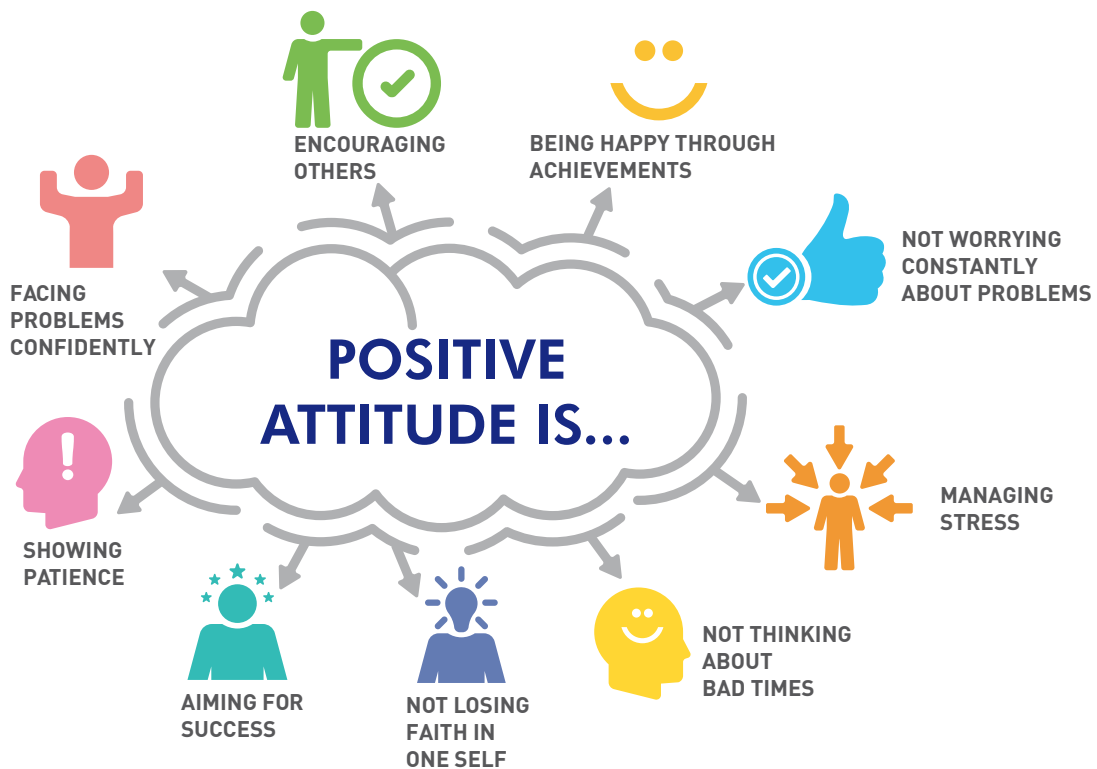 POSITIVE
ATTITUDE IS...
ENCOURAGING
OTHERS
BEING HAPPY THROUGH
ACHIEVEMENTS
NOT WORRYING
CONSTANTLY
ABOUT PROBLEMS
MANAGING
STRESS
NOT THINKING
ABOUT
BAD TIMES
NOT LOSING
FAITH IN
ONE SELF
AIMING FOR
SUCCESS
SHOWING
PATIENCE
FACING
PROBLEMS
CONFIDENTLY